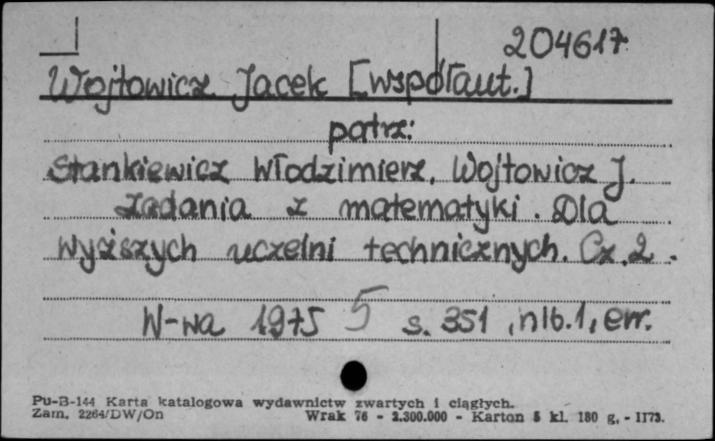 204617
Wojtowicz Jacek [współaut.]
patrz:
Stankiewicz Włodzimierz, Wojtowicz J.
Zadania z matematyki. Dla
wyższych uczelni technicznych. Cz. 2.
W-wa 1975 5 s. 351, nlb. 1, err.
Pu-B-144 Karta katalogowa wydawnictw zwartych i ciągłych.
Zam. 2264/DW/On Wrak 76 - 2.300.000 - Karton 5 kl. 180 g. - II73.